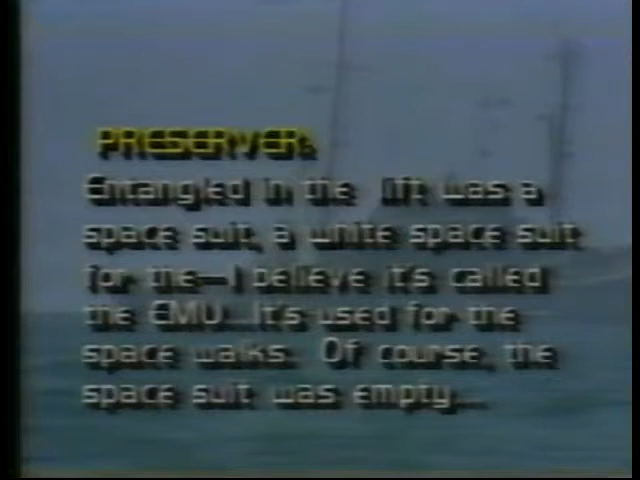 PRESERVER:
Entangled in the lift was a
space suit, a white space suit
for the—I believe it's called
the EMU...It's used for the
space walks. Of course, the
space suit was empty...